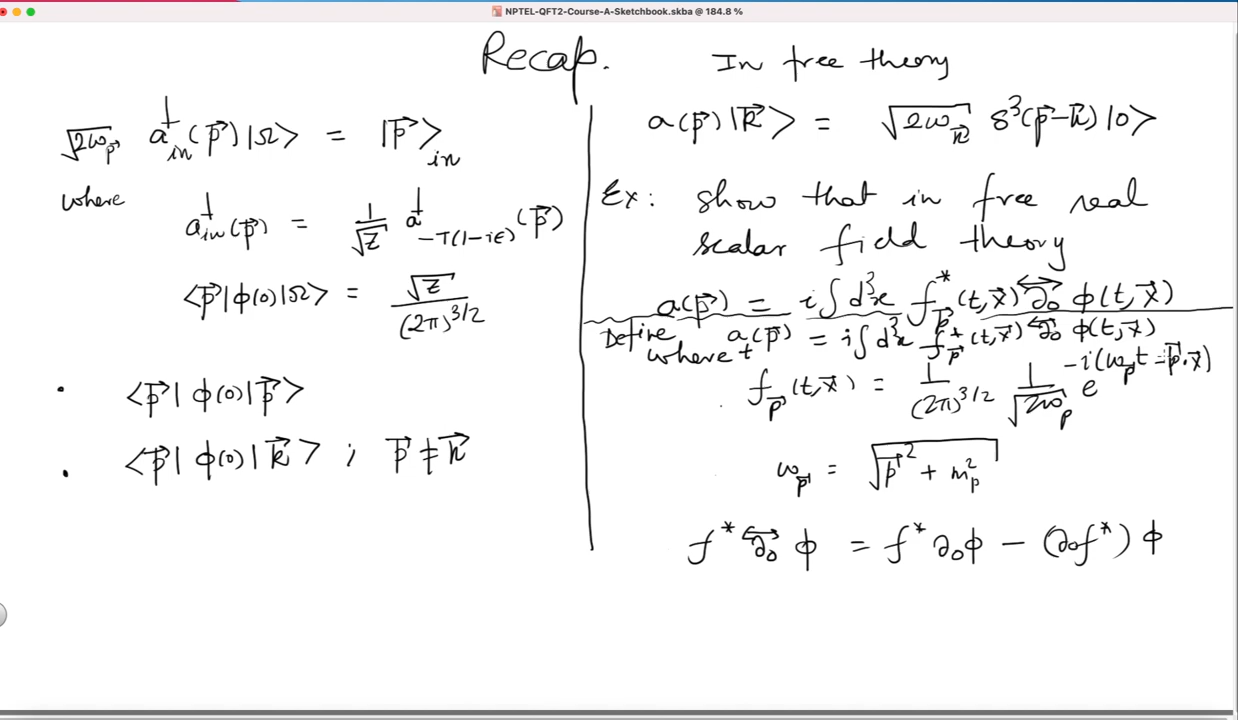 NPTEL-QFT2-Course-A-Sketchbook.skba @ 184.8 %
Recap.
√2ω_p⃗ a†_in(p⃗)|Ω> = |p⃗>_in
where
a†_in(p⃗) = 1/√Z a†_-T(1-iϵ)(p⃗)
<p⃗|ϕ(0)|Ω> = √Z/(2π)^3/2
· <p⃗|ϕ(0)|p⃗>
· <p⃗|ϕ(0)|k⃗> ; p⃗ ≠ k⃗
In free theory
a(p⃗)|k⃗> = √2ω_k⃗ δ³(p⃗-k⃗)|0>
Ex: show that in free real
scalar field theory
a(p⃗) = i∫d³x f*_p⃗(t,x⃗) ∂↔₀ ϕ(t,x⃗)
Define a_t(p⃗) = i∫d³x f*_p⃗(t,x⃗) ∂↔₀ ϕ(t,x⃗)
where
f_p⃗(t,x⃗) = 1/(2π)^3/2 1/√2ω_p e^-i(ω_p t - p⃗.x⃗)
ω_p⃗ = √p⃗² + m²_p
f* ∂↔₀ ϕ = f* ∂₀ϕ - (∂₀f*) ϕ